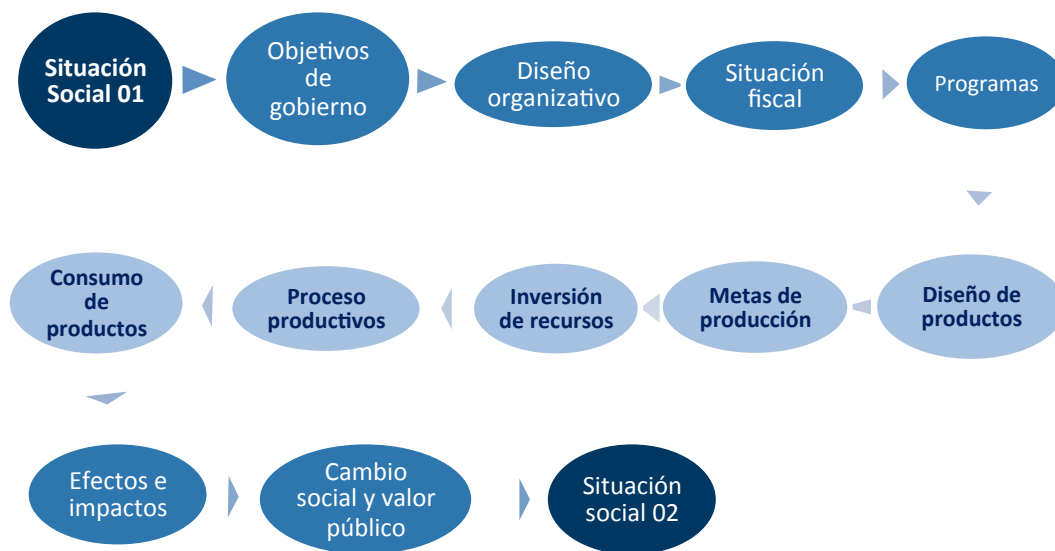 Situación
Social 01
Objetivos
de
gobierno
Diseño
organizativo
Situación
fiscal
Programas
Consumo
de
productos
Proceso
productivos
Inversión
de recursos
Metas de
producción
Diseño de
productos
Efectos e
impactos
Cambio
social y valor
público
Situación
social 02